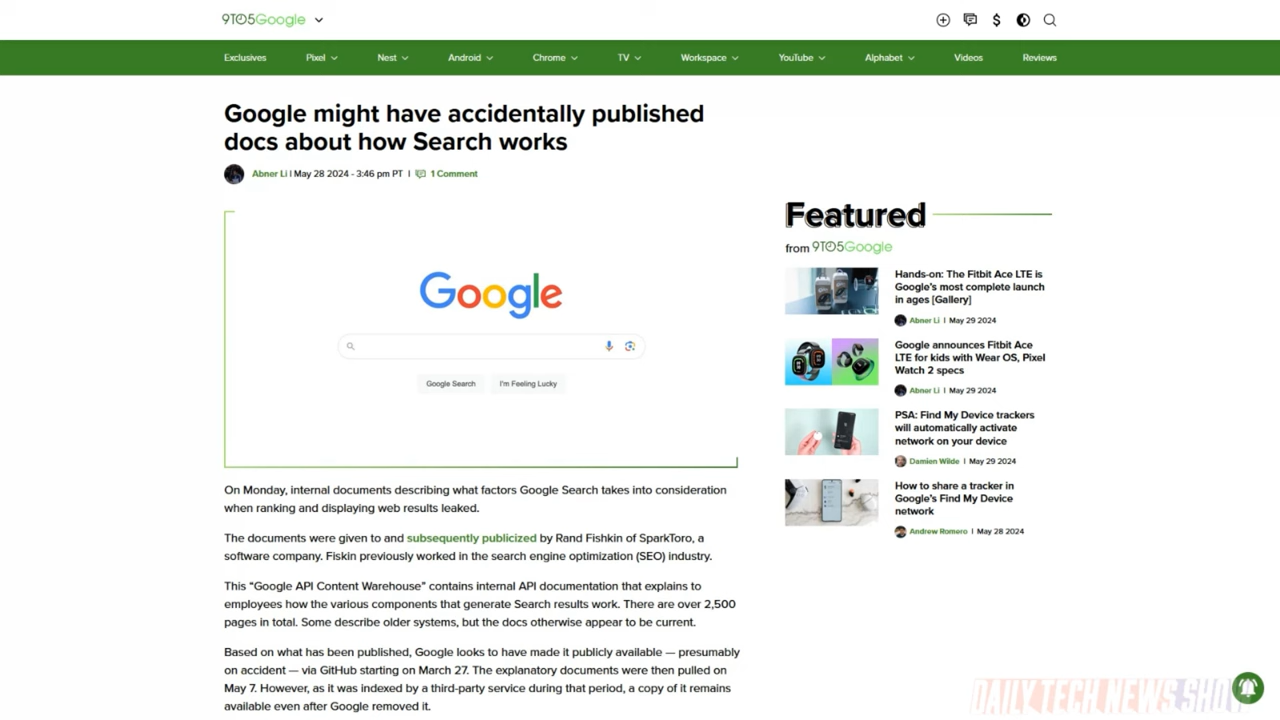 9TO5Google
Exclusives Pixel Nest Android Chrome TV Workspace YouTube Alphabet Videos Reviews
Google might have accidentally published
docs about how Search works
Abner Li | May 28 2024 - 3:46 pm PT | 1 Comment
Google
Google Search I'm Feeling Lucky
On Monday, internal documents describing what factors Google Search takes into consideration
when ranking and displaying web results leaked.
The documents were given to and subsequently publicized by Rand Fishkin of SparkToro, a
software company. Fiskin previously worked in the search engine optimization (SEO) industry.
This “Google API Content Warehouse” contains internal API documentation that explains to
employees how the various components that generate Search results work. There are over 2,500
pages in total. Some describe older systems, but the docs otherwise appear to be current.
Based on what has been published, Google looks to have made it publicly available — presumably
on accident — via GitHub starting on March 27. The explanatory documents were then pulled on
May 7. However, as it was indexed by a third-party service during that period, a copy of it remains
available even after Google removed it.
Featured
from 9TO5Google
Hands-on: The Fitbit Ace LTE is
Google's most complete launch
in ages [Gallery]
Abner Li | May 29 2024
Google announces Fitbit Ace
LTE for kids with Wear OS, Pixel
Watch 2 specs
Abner Li | May 29 2024
PSA: Find My Device trackers
will automatically activate
network on your device
Damien Wilde | May 29 2024
How to share a tracker in
Google's Find My Device
network
Andrew Romero | May 28 2024
DAILY TECH NEWS SHOW